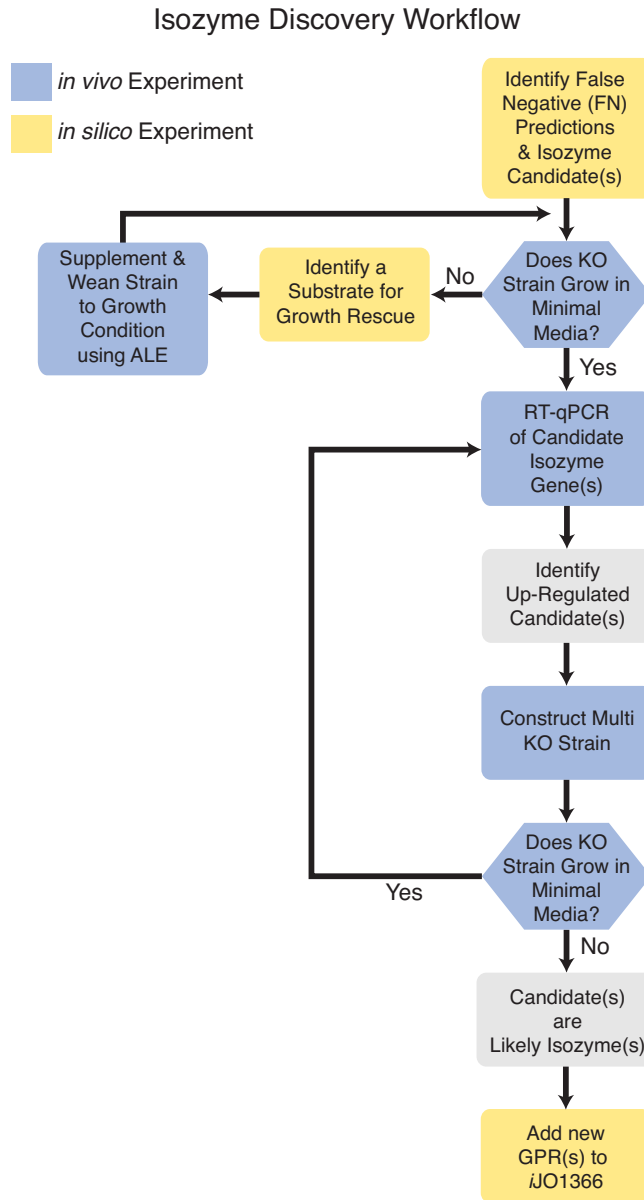 Isozyme Discovery Workflow
in vivo Experiment
in silico Experiment
Identify False
Negative (FN)
Predictions
& Isozyme
Candidate(s)
Supplement &
Wean Strain
to Growth
Condition
using ALE
Identify a
Substrate for
Growth Rescue
No
Does KO
Strain Grow in
Minimal
Media?
Yes
RT-qPCR
of Candidate
Isozyme
Gene(s)
Identify
Up-Regulated
Candidate(s)
Construct Multi
KO Strain
Does KO
Strain Grow in
Minimal
Media?
Yes
No
Candidate(s)
are
Likely Isozyme(s)
Add new
GPR(s) to
iJO1366